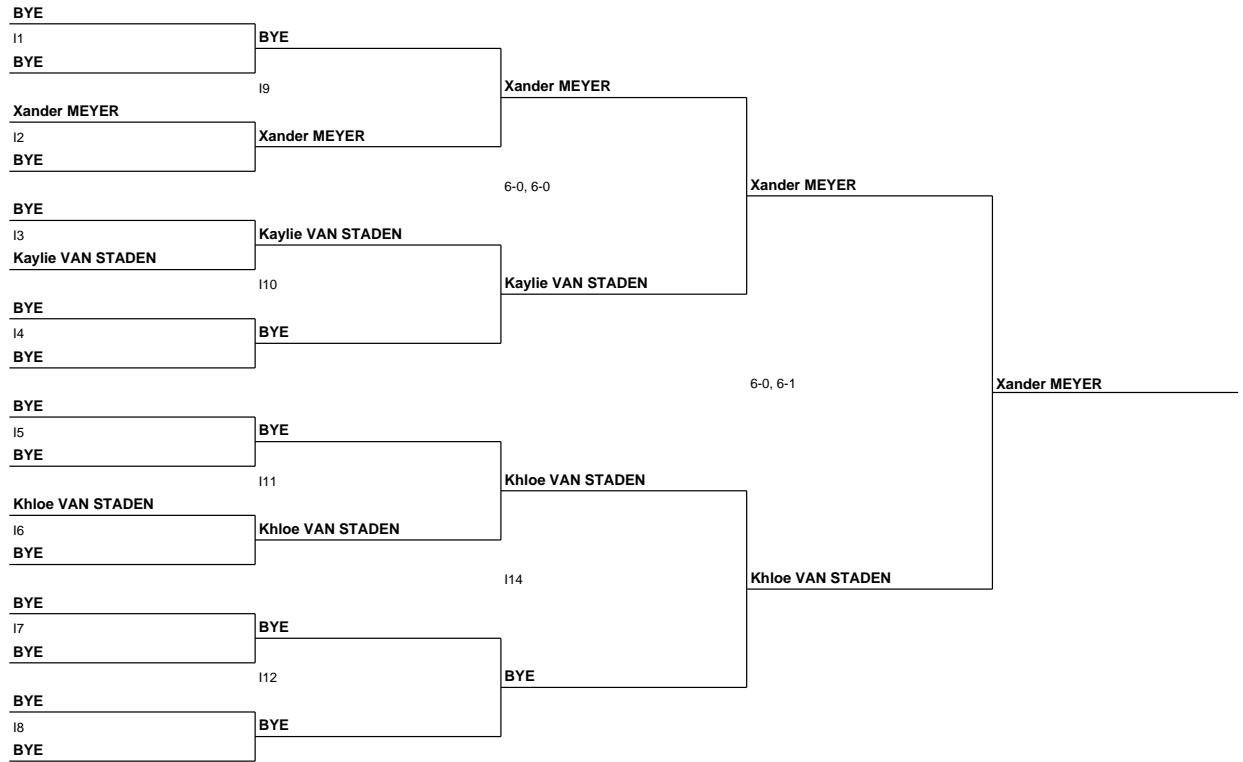 BYE
I1
BYE
BYE
I9
Xander MEYER
Xander MEYER
I2
Xander MEYER
BYE
6-0, 6-0
Xander MEYER
BYE
I3
Kaylie VAN STADEN
Kaylie VAN STADEN
I10
Kaylie VAN STADEN
BYE
I4
BYE
BYE
6-0, 6-1
Xander MEYER
BYE
I5
BYE
BYE
I11
Khloe VAN STADEN
Khloe VAN STADEN
I6
Khloe VAN STADEN
BYE
I14
Khloe VAN STADEN
BYE
I7
BYE
BYE
I12
BYE
BYE
I8
BYE
BYE